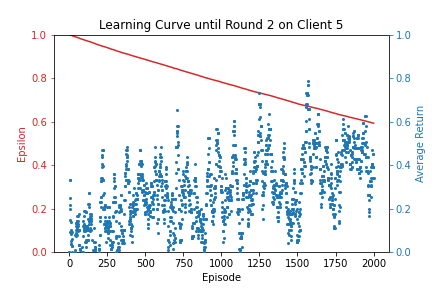 Learning Curve until Round 2 on Client 5
1.0 1.0
0.8 0.8
0.6 0.6
Epsilon Average Return
0.4 0.4
0.2 0.2
0.0 0.0
0 250 500 750 1000 1250 1500 1750 2000
Episode